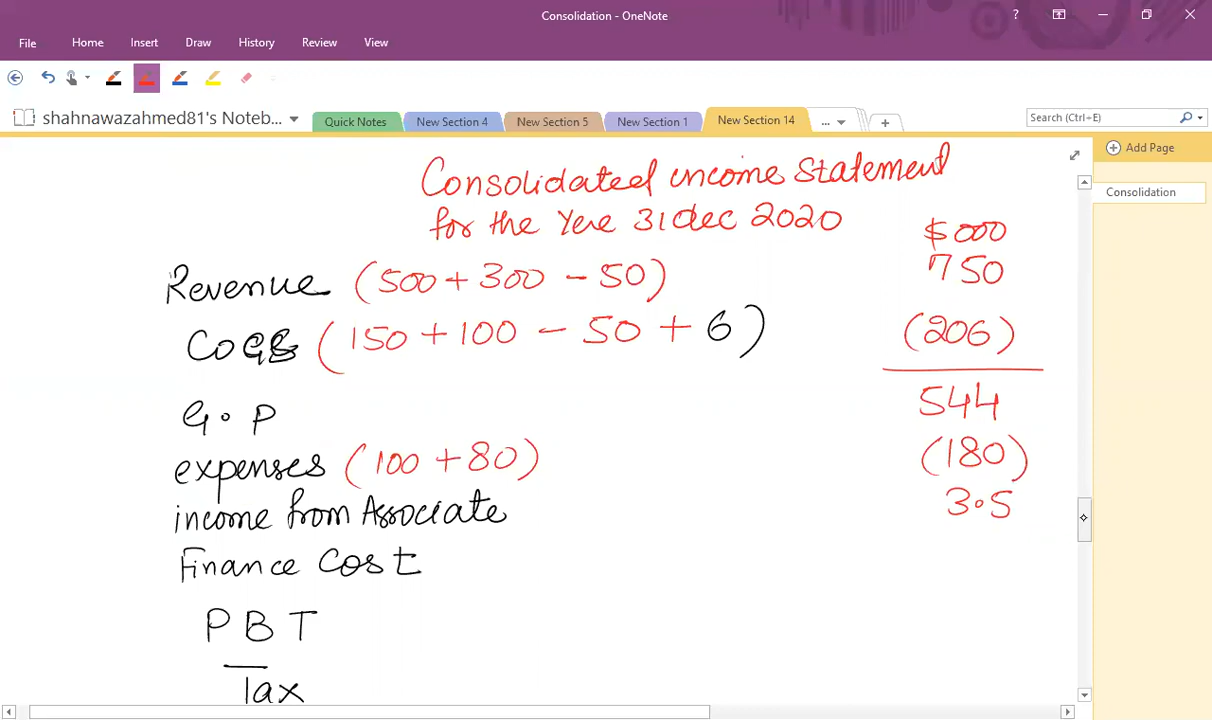 Consolidation - OneNote
?
File Home Insert Draw History Review View
shahnawazahmed81's Noteb...
Quick Notes New Section 4 New Section 5 New Section 1 New Section 14 ... +
Search (Ctrl+E)
Add Page
Consolidation
Consolidated income Statement
for the Yere 31 dec 2020
$000
Revenue (500 + 300 - 50) 750
COGS (150 + 100 - 50 + 6) (206)
G.P 544
expenses (100 + 80) (180)
income from Associate 3.5
Finance Cost
PBT
Tax